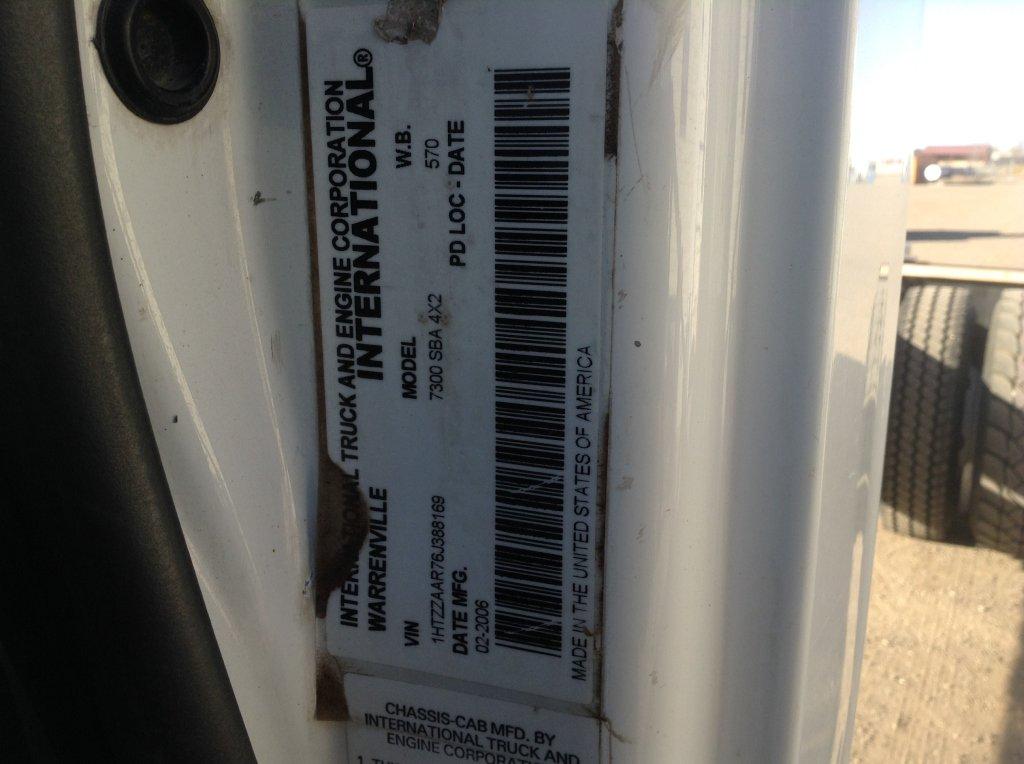 INTERNATIONAL TRUCK AND ENGINE CORPORATION
WARRENVILLE INTERNATIONAL®
VIN MODEL W.B.
1HTZZAAR76J388169 7300 SBA 4X2 570
DATE MFG. PD LOC - DATE
02-2006
MADE IN THE UNITED STATES OF AMERICA
CHASSIS-CAB MFD. BY
INTERNATIONAL TRUCK AND
ENGINE CORPORATION